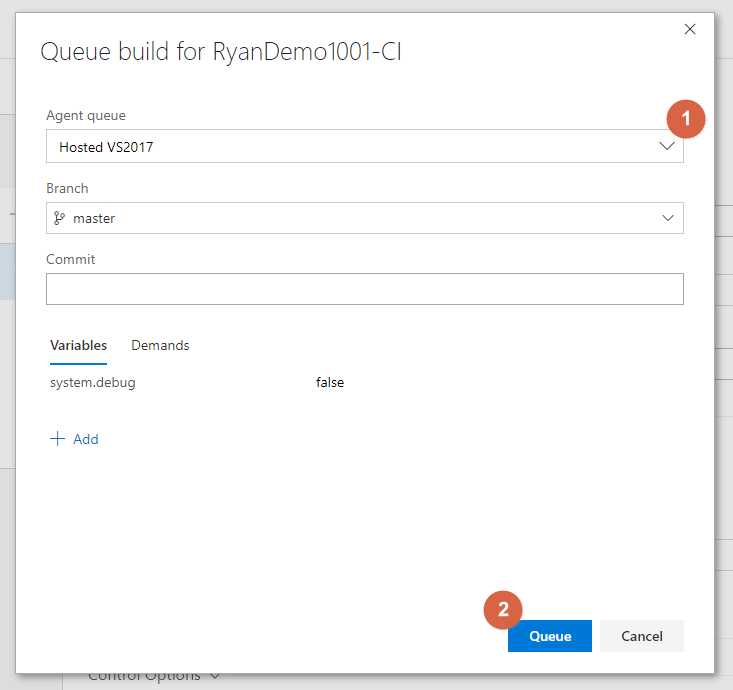 Queue build for RyanDemo1001-CI
Agent queue
1
Hosted VS2017
Branch
master
Commit
Variables Demands
system.debug false
+ Add
2
Queue Cancel
Control Options